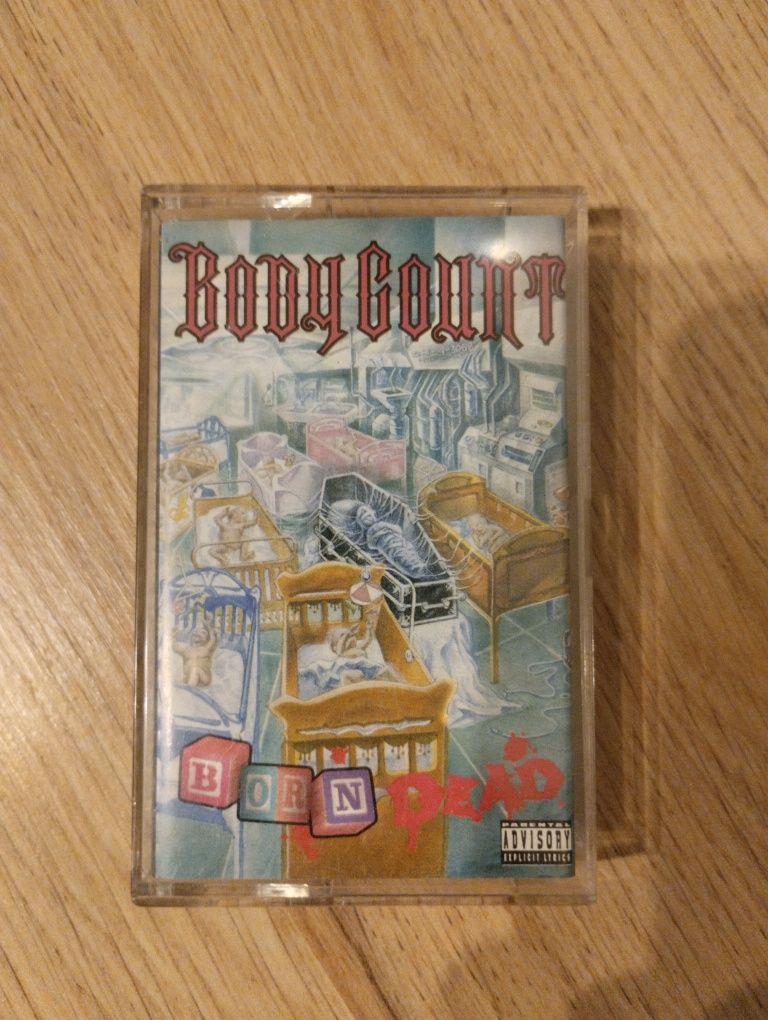 BODY COUNT
BORN DEAD
PARENTAL
ADVISORY
EXPLICIT LYRICS